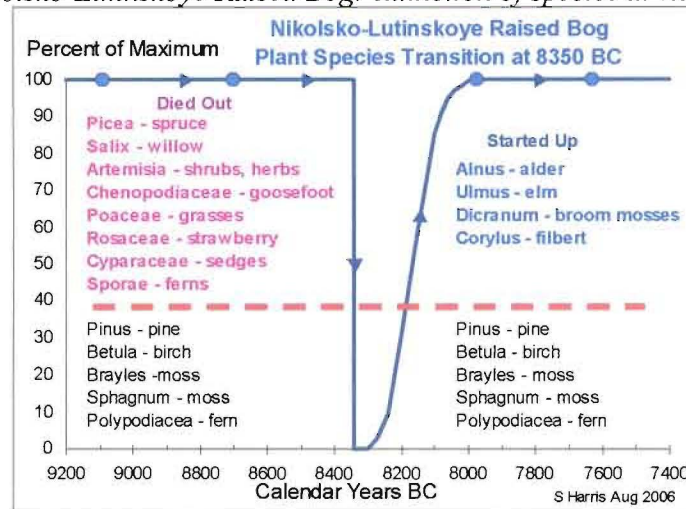 Nikolsko-Lutinskoye Raised Bog
Plant Species Transition at 8350 BC
Percent of Maximum
100
90
80
70
60
50
40
30
20
10
0
Died Out
Picea - spruce
Salix - willow
Artemisia - shrubs, herbs
Chenopodiaceae - goosefoot
Poaceae - grasses
Rosaceae - strawberry
Cyparaceae - sedges
Sporae - ferns
Started Up
Alnus - alder
Ulmus - elm
Dicranum - broom mosses
Corylus - filbert
Pinus - pine
Betula - birch
Brayles -moss
Sphagnum - moss
Polypodiacea - fern
Pinus - pine
Betula - birch
Brayles - moss
Sphagnum - moss
Polypodiacea - fern
9200 9000 8800 8600 8400 8200 8000 7800 7600 7400
Calendar Years BC
S Harris Aug 2006